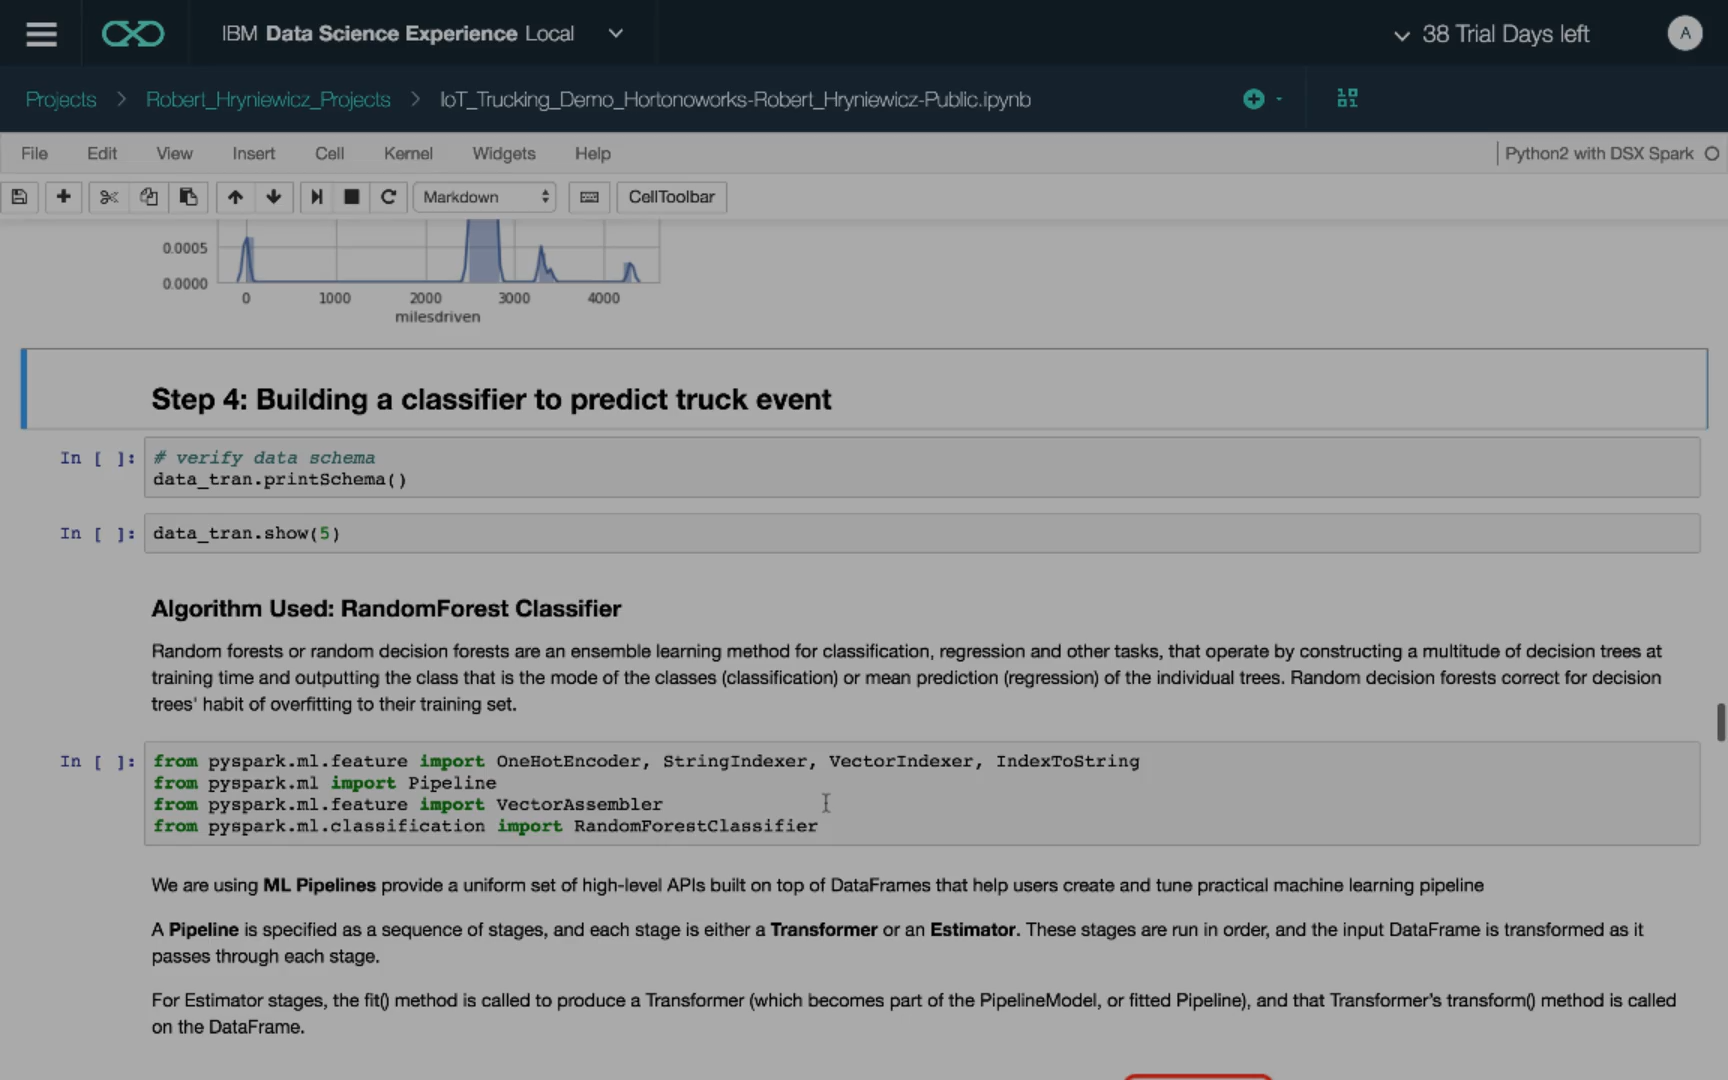 IBM Data Science Experience Local
38 Trial Days left
A
Projects > Robert_Hryniewicz_Projects > IoT_Trucking_Demo_Hortonoworks-Robert_Hryniewicz-Public.ipynb
File Edit View Insert Cell Kernel Widgets Help
Python2 with DSX Spark
Markdown
CellToolbar
0.0005
0.0000
0 1000 2000 3000 4000
milesdriven
Step 4: Building a classifier to predict truck event
In [ ]: # verify data schema
data_tran.printSchema()
In [ ]: data_tran.show(5)
Algorithm Used: RandomForest Classifier
Random forests or random decision forests are an ensemble learning method for classification, regression and other tasks, that operate by constructing a multitude of decision trees at
training time and outputting the class that is the mode of the classes (classification) or mean prediction (regression) of the individual trees. Random decision forests correct for decision
trees' habit of overfitting to their training set.
In [ ]: from pyspark.ml.feature import OneHotEncoder, StringIndexer, VectorIndexer, IndexToString
from pyspark.ml import Pipeline
from pyspark.ml.feature import VectorAssembler
from pyspark.ml.classification import RandomForestClassifier
We are using ML Pipelines provide a uniform set of high-level APIs built on top of DataFrames that help users create and tune practical machine learning pipeline
A Pipeline is specified as a sequence of stages, and each stage is either a Transformer or an Estimator. These stages are run in order, and the input DataFrame is transformed as it
passes through each stage.
For Estimator stages, the fit() method is called to produce a Transformer (which becomes part of the PipelineModel, or fitted Pipeline), and that Transformer's transform() method is called
on the DataFrame.